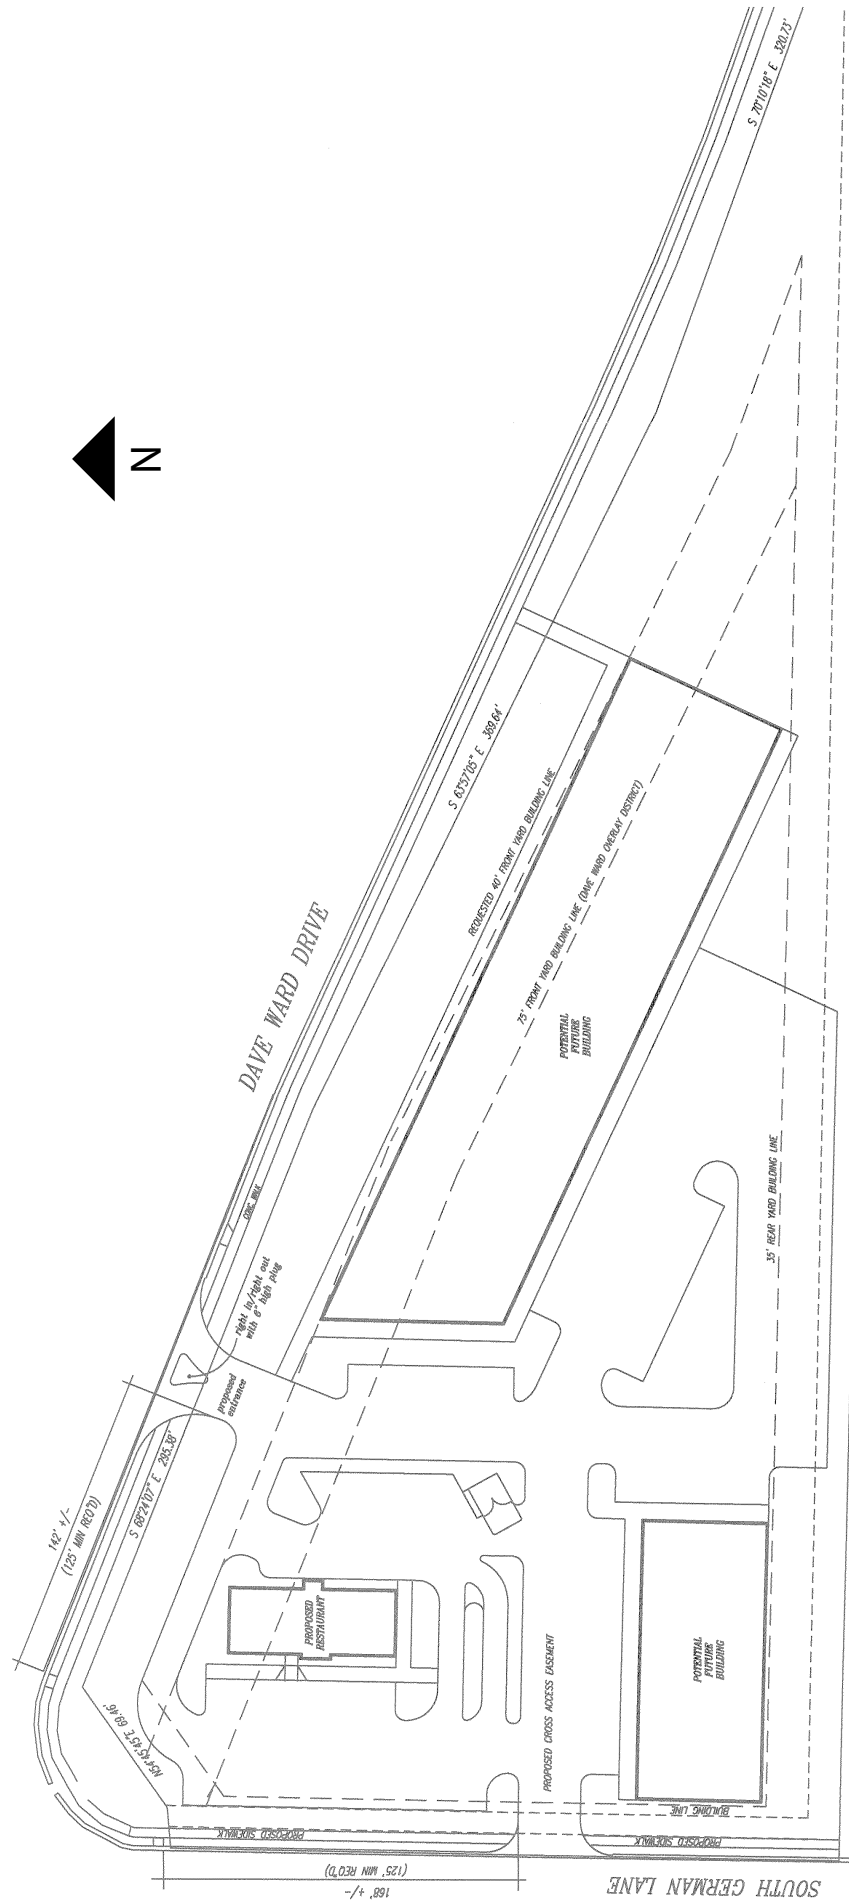 S 70°10'18" E 320.73'
N
S 63°57'05" E 369.64'
REQUESTED 40' FRONT YARD BUILDING LINE
75' FRONT YARD BUILDING LINE (DAVE WARD OVERLAY DISTRICT)
DAVE WARD DRIVE
POTENTIAL
FUTURE
BUILDING
35' REAR YARD BUILDING LINE
CONC. WALK
right in/right out
with 6" high plug
proposed
entrance
142' +/-
(125' MIN REQ'D)
S 68°24'07" E 295.38'
PROPOSED
RESTAURANT
PROPOSED CROSS ACCESS EASEMENT
POTENTIAL
FUTURE
BUILDING
N54°45'45"E 69.46'
BUILDING LINE
PROPOSED SIDEWALK
PROPOSED SIDEWALK
168' +/-
(125' MIN REQ'D)
SOUTH GERMAN LANE